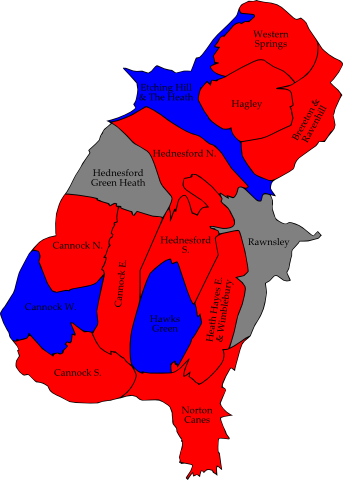 Western
Springs
Etching Hill
& The Heath
Hagley
Brereton &
Ravenhill
Hednesford N.
Hednesford
Green Heath
Cannock N.
Hednesford
S.
Rawnsley
Cannock E.
Cannock W.
Hawks
Green
Heath Hayes E
& Wimblebury
Cannock S.
Norton
Canes